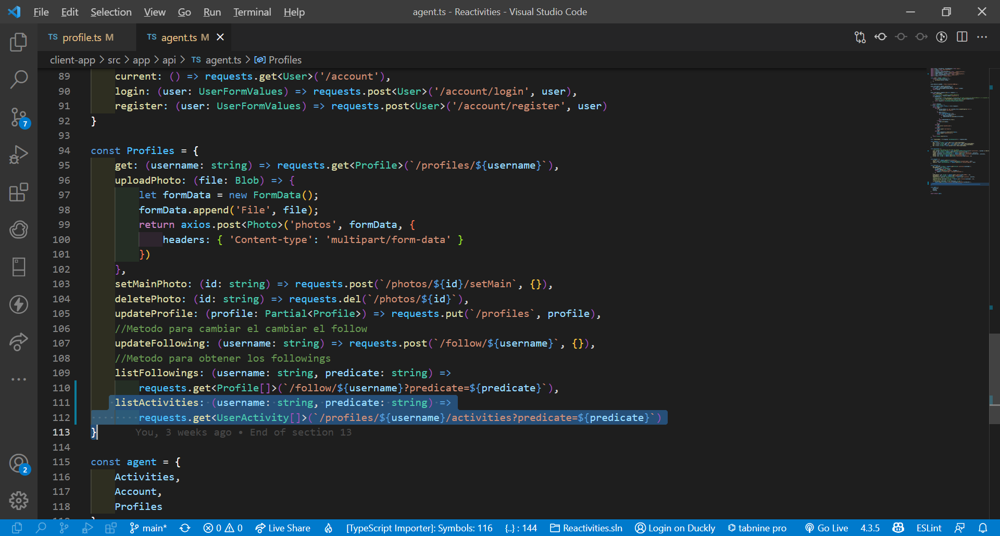 File Edit Selection View Go Run Terminal Help agent.ts - Reactivities - Visual Studio Code
TS profile.ts M TS agent.ts M
client-app > src > app > api > TS agent.ts > Profiles
89 current: () => requests.get<User>('/account'),
90 login: (user: UserFormValues) => requests.post<User>('/account/login', user),
91 register: (user: UserFormValues) => requests.post<User>('/account/register', user)
92 }
93
94 const Profiles = {
95 get: (username: string) => requests.get<Profile>(`/profiles/${username}`),
96 uploadPhoto: (file: Blob) => {
97 let formData = new FormData();
98 formData.append('File', file);
99 return axios.post<Photo>('photos', formData, {
100 headers: { 'Content-type': 'multipart/form-data' }
101 })
102 },
103 setMainPhoto: (id: string) => requests.post(`/photos/${id}/setMain`, {}),
104 deletePhoto: (id: string) => requests.del(`/photos/${id}`),
105 updateProfile: (profile: Partial<Profile>) => requests.put(`/profiles`, profile),
106 //Metodo para cambiar el cambiar el follow
107 updateFollowing: (username: string) => requests.post(`/follow/${username}`, {}),
108 //Metodo para obtener los followings
109 listFollowings: (username: string, predicate: string) =>
110 requests.get<Profile[]>(`/follow/${username}?predicate=${predicate}`),
111 listActivities: (username: string, predicate: string) =>
112 requests.get<UserActivity[]>(`/profiles/${username}/activities?predicate=${predicate}`)
113 } You, 3 weeks ago • End of section 13
114
115 const agent = {
116 Activities,
117 Account,
118 Profiles
7
2
main* 0 0 Live Share [TypeScript Importer]: Symbols: 116 {..} : 144 Reactivities.sln Login on Duckly tabnine pro Go Live 4.3.5 ESLint